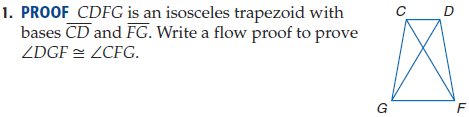 1. PROOF CDFG is an isosceles trapezoid with
bases CD and FG. Write a flow proof to prove
∠DGF ≅ ∠CFG.
C D
G F